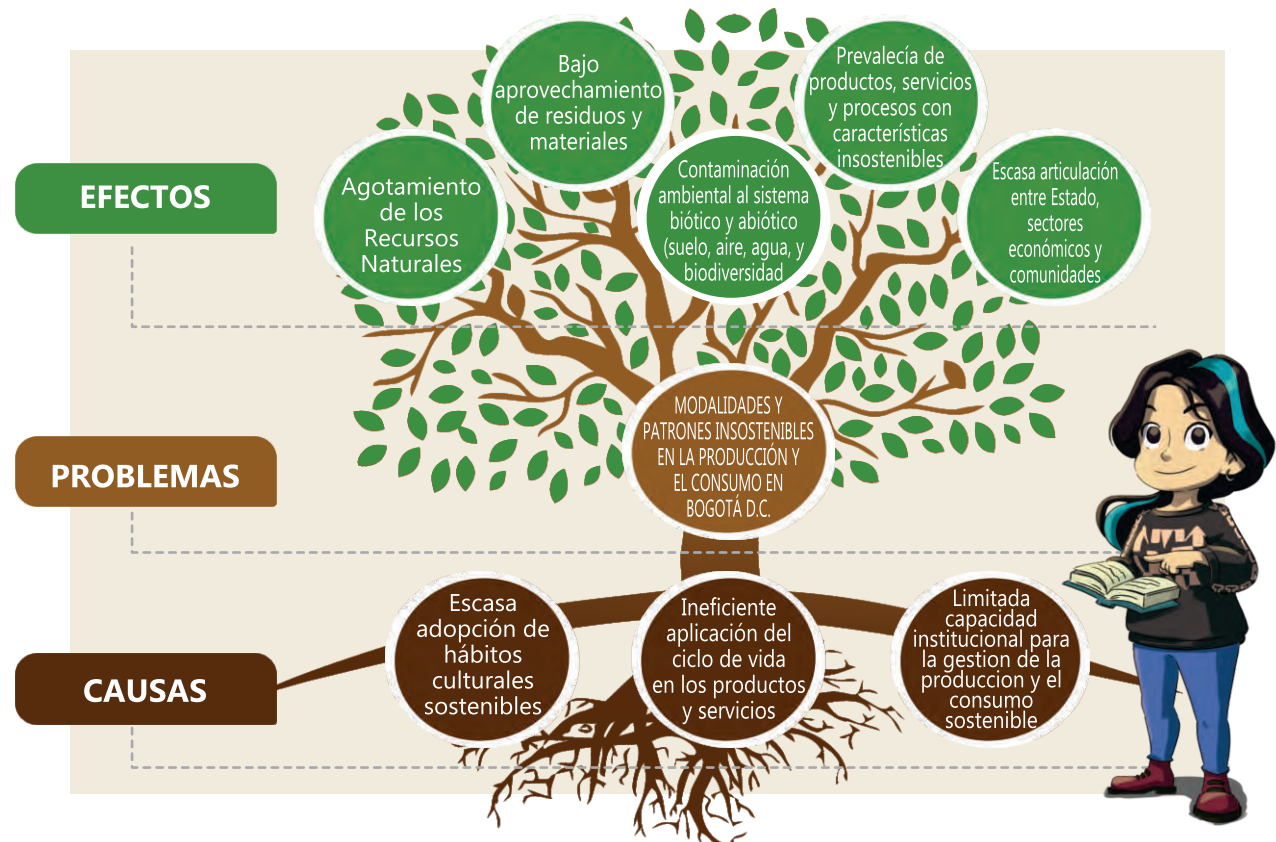 EFECTOS
Agotamiento
de los
Recursos
Naturales
Bajo
aprovechamiento
de residuos y
materiales
Contaminación
ambiental al sistema
biótico y abiótico
(suelo, aire, agua, y
biodiversidad
Prevalecía de
productos, servicios
y procesos con
características
insostenibles
Escasa articulación
entre Estado,
sectores
económicos y
comunidades
PROBLEMAS
MODALIDADES Y
PATRONES INSOSTENIBLES
EN LA PRODUCCIÓN Y
EL CONSUMO EN
BOGOTÁ D.C.
CAUSAS
Escasa
adopción de
hábitos
culturales
sostenibles
Ineficiente
aplicación del
ciclo de vida
en los productos
y servicios
Limitada
capacidad
institucional para
la gestion de la
produccion y el
consumo
sostenible